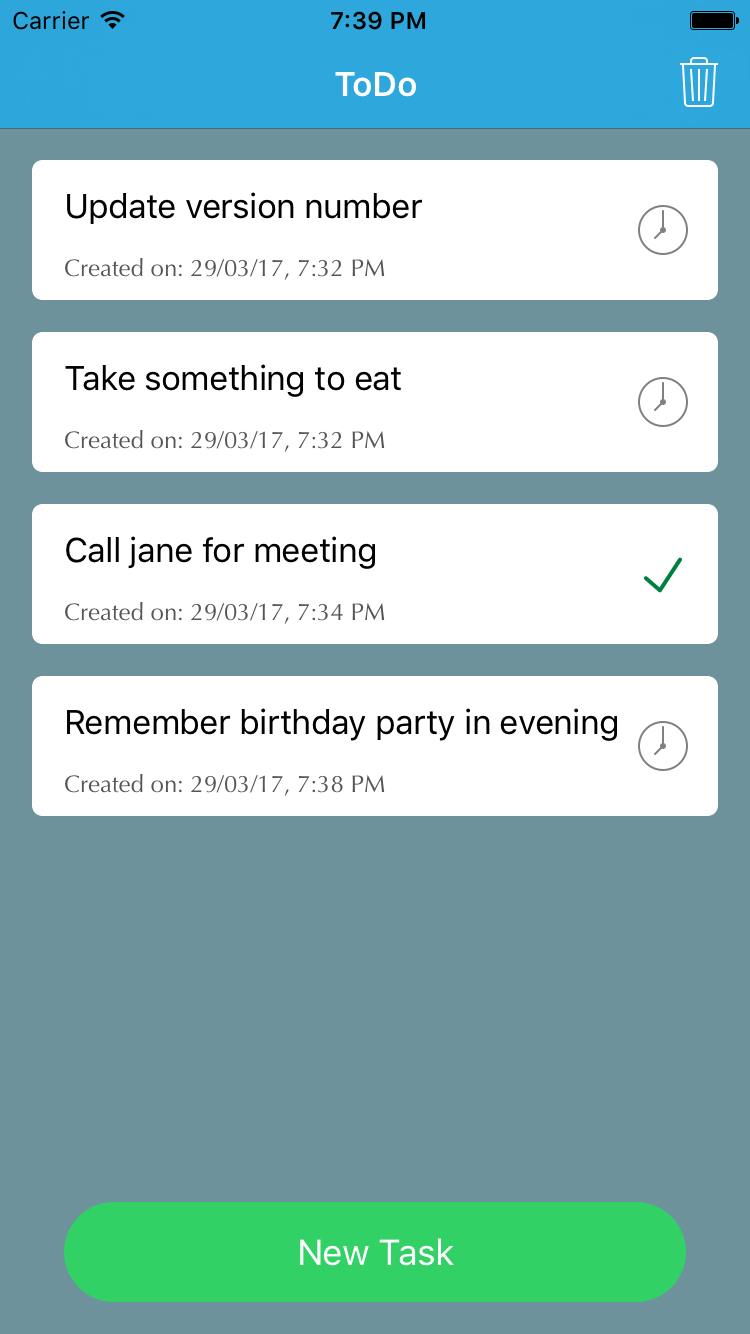 Carrier 7:39 PM
ToDo
Update version number
Created on: 29/03/17, 7:32 PM
Take something to eat
Created on: 29/03/17, 7:32 PM
Call jane for meeting
Created on: 29/03/17, 7:34 PM
Remember birthday party in evening
Created on: 29/03/17, 7:38 PM
New Task